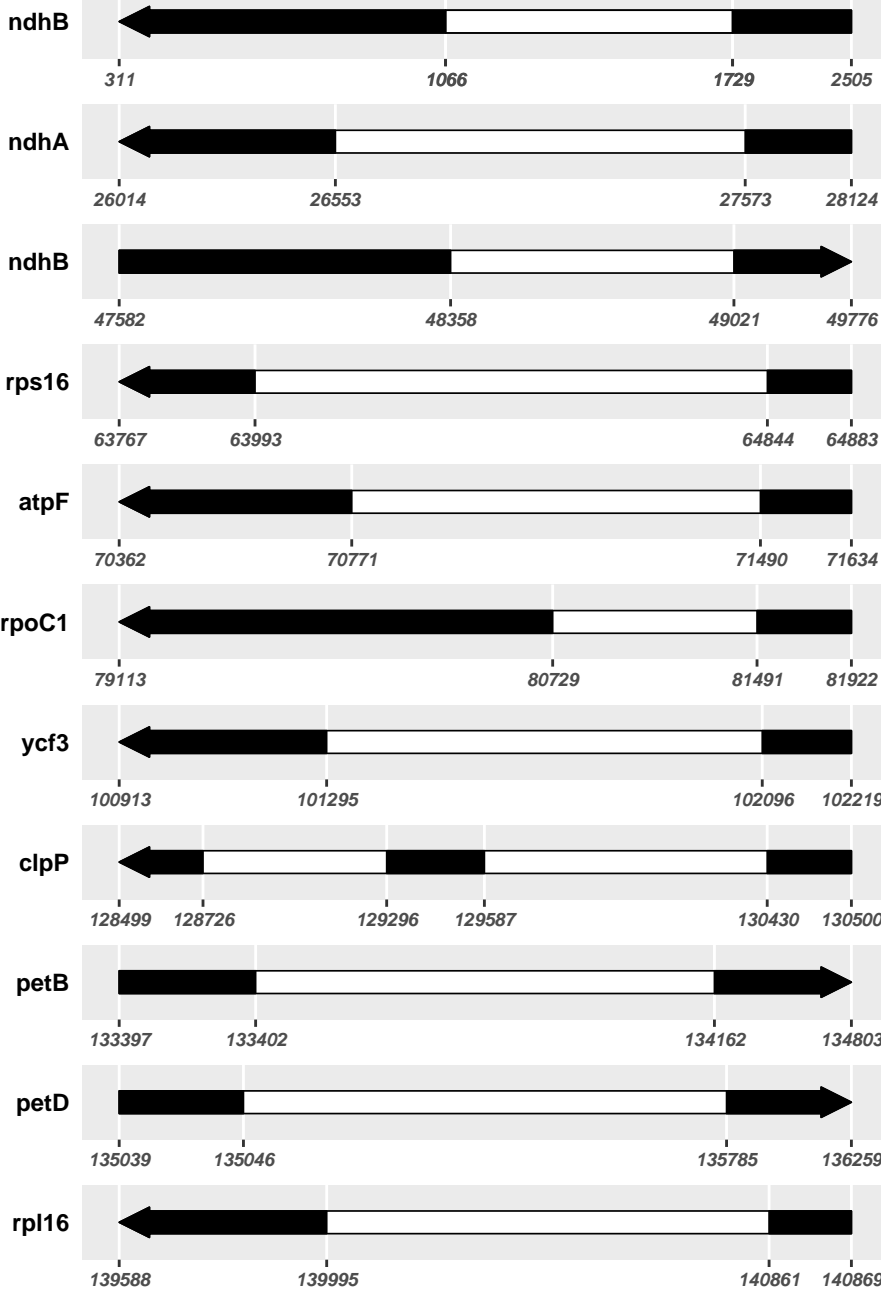 ndhB
311 1066 1729 2505
ndhA
26014 26553 27573 28124
ndhB
47582 48358 49021 49776
rps16
63767 63993 64844 64883
atpF
70362 70771 71490 71634
rpoC1
79113 80729 81491 81922
ycf3
100913 101295 102096 102219
clpP
128499 128726 129296 129587 130430 130500
petB
133397 133402 134162 134803
petD
135039 135046 135785 136259
rpl16
139588 139995 140861 140869